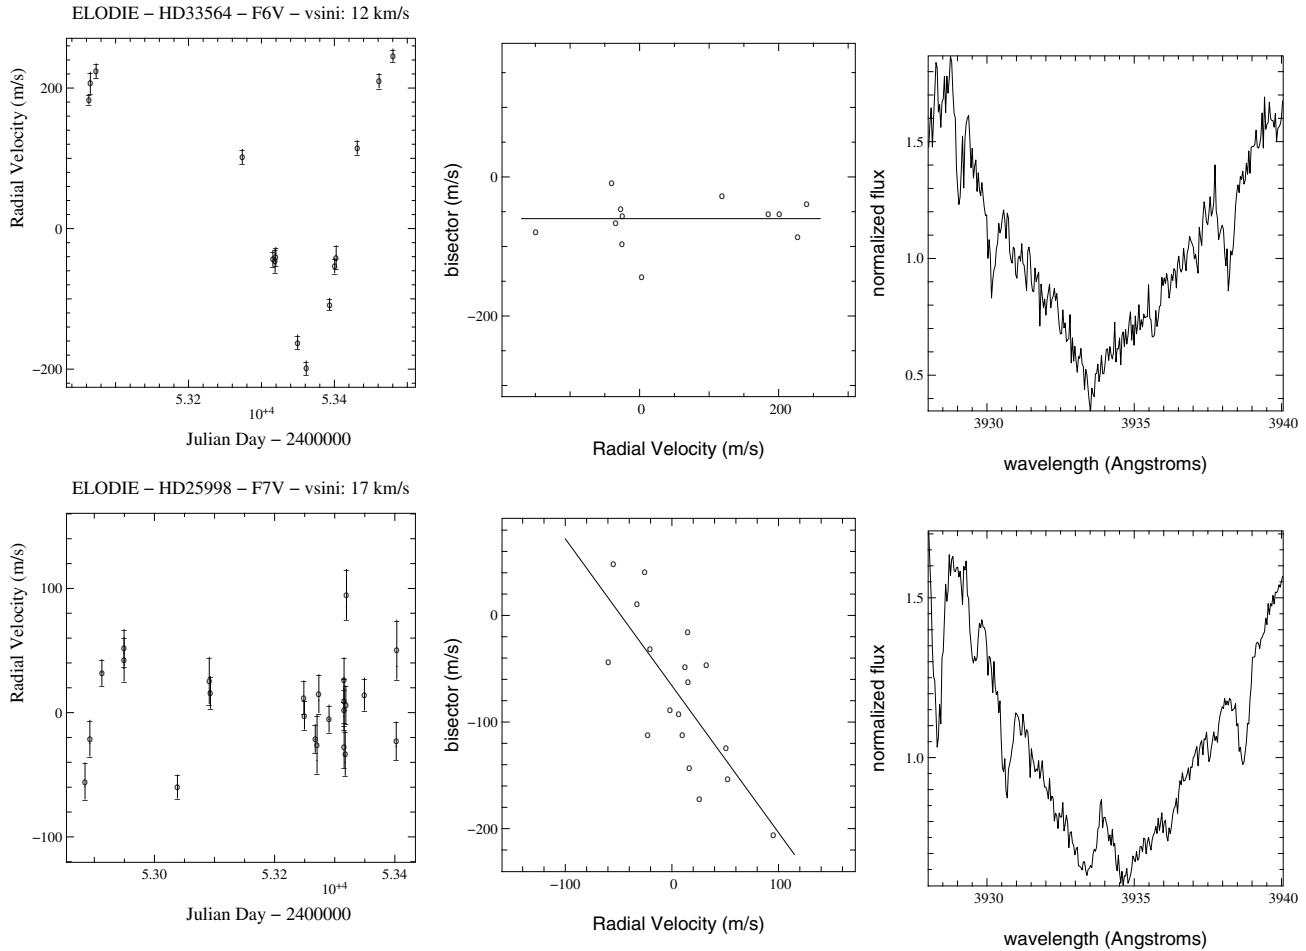 ELODIE − HD33564 − F6V − vsini: 12 km/s
Radial Velocity (m/s)
200
0
−200
5.32
5.34
10+4
Julian Day − 2400000
bisector (m/s)
0
−200
0
200
Radial Velocity (m/s)
normalized flux
1.5
1.0
0.5
3930
3935
3940
wavelength (Angstroms)
ELODIE − HD25998 − F7V − vsini: 17 km/s
Radial Velocity (m/s)
100
0
−100
5.30
5.32
5.34
10+4
Julian Day − 2400000
bisector (m/s)
0
−100
−200
−100
0
100
Radial Velocity (m/s)
normalized flux
1.5
1.0
3930
3935
3940
wavelength (Angstroms)